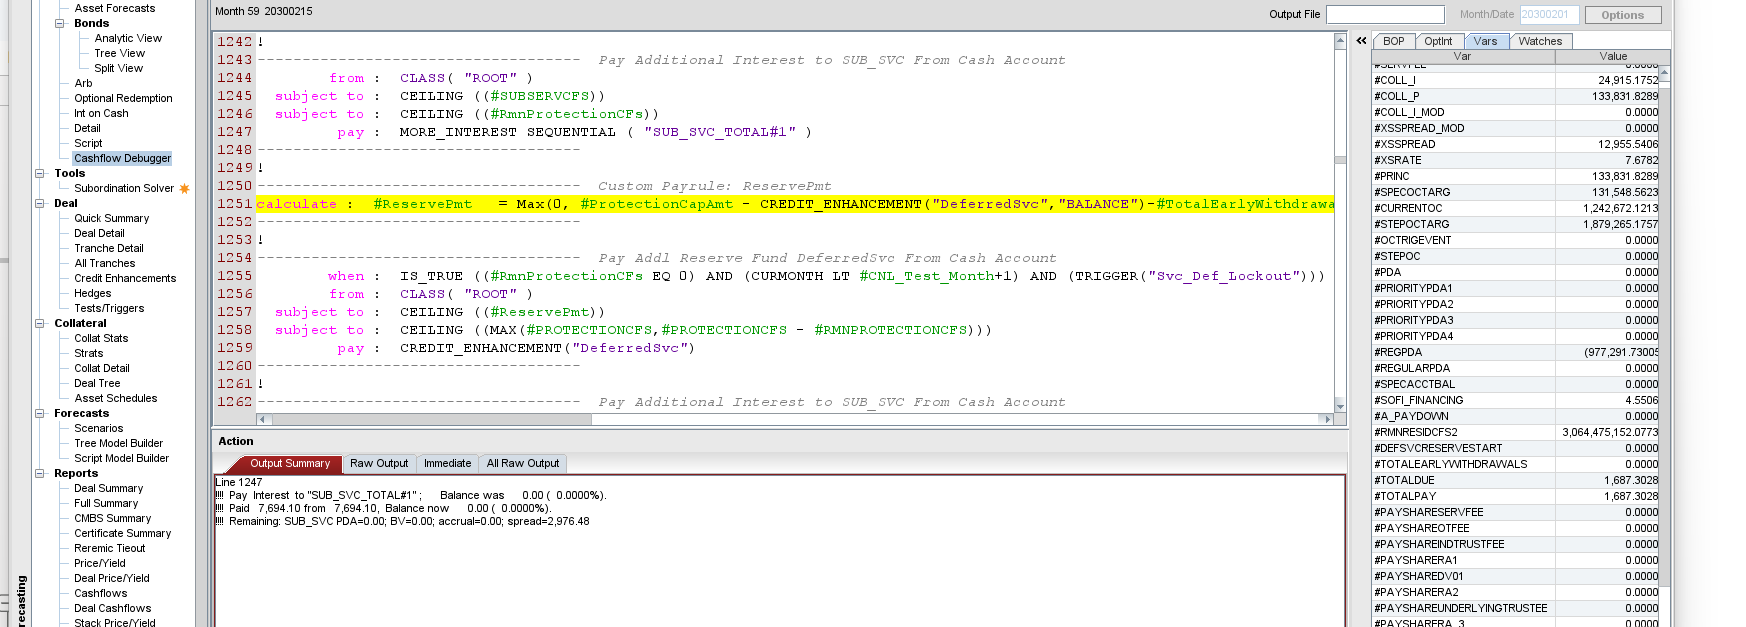 Asset Forecasts
Bonds
Analytic View
Tree View
Split View
Arb
Optional Redemption
Int on Cash
Detail
Script
Cashflow Debugger
Tools
Subordination Solver
Deal
Quick Summary
Deal Detail
Tranche Detail
All Tranches
Credit Enhancements
Hedges
Tests/Triggers
Collateral
Collat Stats
Strats
Collat Detail
Deal Tree
Asset Schedules
Forecasts
Scenarios
Tree Model Builder
Script Model Builder
Reports
Deal Summary
Full Summary
CMBS Summary
Certificate Summary
Reremic Tieout
Price/Yield
Deal Price/Yield
Cashflows
Deal Cashflows
Stack Price/Yield
recasting
Month 59 20300215
Output File
Month/Date 20300201 Options
1242 !
1243 ------------------------------------ Pay Additional Interest to SUB_SVC From Cash Account
1244 from : CLASS( "ROOT" )
1245 subject to : CEILING ((#SUBSERVCFS))
1246 subject to : CEILING ((#RmnProtectionCFs))
1247 pay : MORE_INTEREST SEQUENTIAL ( "SUB_SVC_TOTAL#1" )
1248 ------------------------------------
1249 !
1250 ------------------------------------ Custom Payrule: ReservePmt
1251 calculate : #ReservePmt = Max(0, #ProtectionCapAmt - CREDIT_ENHANCEMENT("DeferredSvc","BALANCE")-#TotalEarlyWithdrawa
1252 ------------------------------------
1253 !
1254 ------------------------------------ Pay Addl Reserve Fund DeferredSvc From Cash Account
1255 when : IS_TRUE ((#RmnProtectionCFs EQ 0) AND (CURMONTH LT #CNL_Test_Month+1) AND (TRIGGER("Svc_Def_Lockout")))
1256 from : CLASS( "ROOT" )
1257 subject to : CEILING ((#ReservePmt))
1258 subject to : CEILING ((MAX(#PROTECTIONCFS,#PROTECTIONCFS - #RMNPROTECTIONCFS)))
1259 pay : CREDIT_ENHANCEMENT("DeferredSvc")
1260 ------------------------------------
1261 !
1262 ------------------------------------ Pay Additional Interest to SUB_SVC From Cash Account
Action
Output Summary Raw Output Immediate All Raw Output
Line 1247
!!!! Pay Interest to "SUB_SVC_TOTAL#1" ; Balance was 0.00 ( 0.0000%).
!!!! Paid 7,694.10 from 7,694.10, Balance now 0.00 ( 0.0000%).
!!!! Remaining: SUB_SVC PDA=0.00; BV=0.00; accrual=0.00; spread=2,976.48
BOP OptInt Vars Watches
Var Value
#SERVFEE 0.0000
#COLL_I 24,915.1752
#COLL_P 133,831.8289
#COLL_I_MOD 0.0000
#XSSPREAD_MOD 0.0000
#XSSPREAD 12,955.5406
#XSRATE 7.6782
#PRINC 133,831.8289
#SPECOCTARG 131,548.5623
#CURRENTOC 1,242,672.1213
#STEPOCTARG 1,879,265.1757
#OCTRIGEVENT 0.0000
#STEPOC 0.0000
#PDA 0.0000
#PRIORITYPDA1 0.0000
#PRIORITYPDA2 0.0000
#PRIORITYPDA3 0.0000
#PRIORITYPDA4 0.0000
#REGPDA (977,291.73005
#REGULARPDA 0.0000
#SPECACCTBAL 0.0000
#SOFI_FINANCING 4.5506
#A_PAYDOWN 0.0000
#RMNRESIDCFS2 3,064,475,152.0773
#DEFSVCRESERVESTART 0.0000
#TOTALEARLYWITHDRAWALS 0.0000
#TOTALDUE 1,687.3028
#TOTALPAY 1,687.3028
#PAYSHARESERVFEE 0.0000
#PAYSHAREOTFEE 0.0000
#PAYSHAREINDTRUSTFEE 0.0000
#PAYSHARERA1 0.0000
#PAYSHAREDV01 0.0000
#PAYSHARERA2 0.0000
#PAYSHAREUNDERLYINGTRUSTEE 0.0000
#PAYSHARERA_3 0.0000